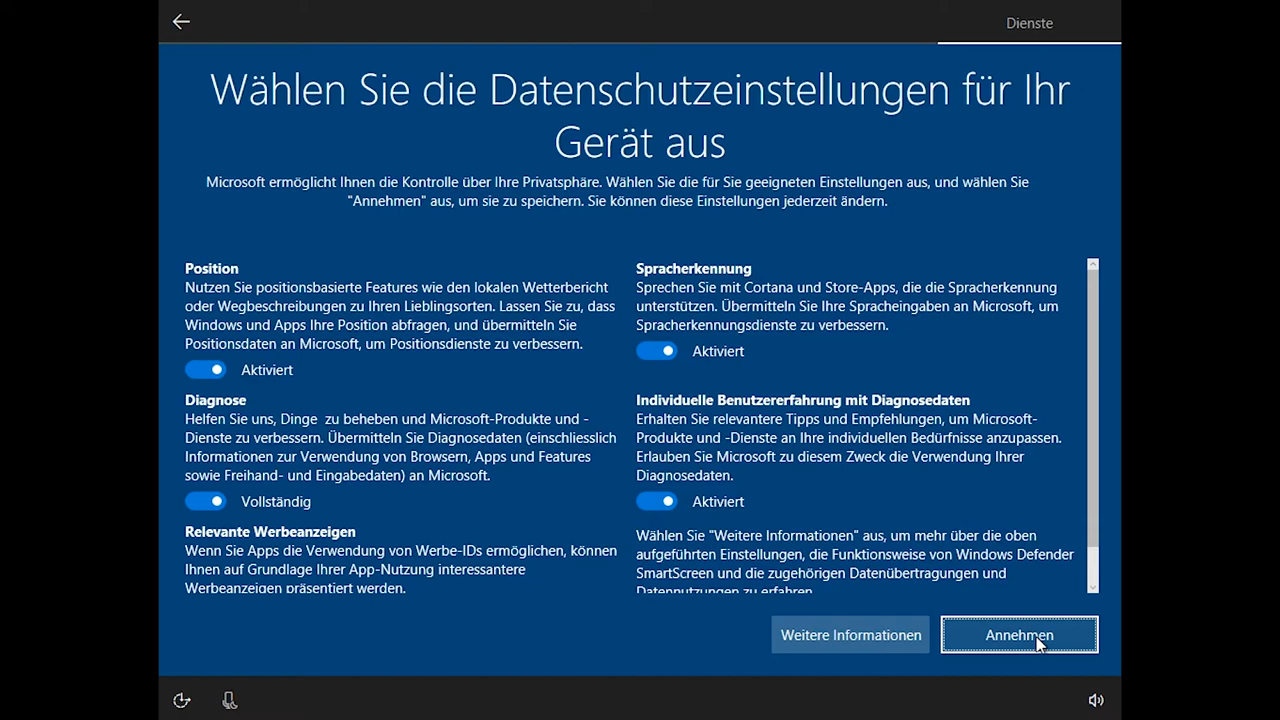 Dienste
Wählen Sie die Datenschutzeinstellungen für Ihr
Gerät aus
Microsoft ermöglicht Ihnen die Kontrolle über Ihre Privatsphäre. Wählen Sie die für Sie geeigneten Einstellungen aus, und wählen Sie
"Annehmen" aus, um sie zu speichern. Sie können diese Einstellungen jederzeit ändern.
Position
Nutzen Sie positionsbasierte Features wie den lokalen Wetterbericht
oder Wegbeschreibungen zu Ihren Lieblingsorten. Lassen Sie zu, dass
Windows und Apps Ihre Position abfragen, und übermitteln Sie
Positionsdaten an Microsoft, um Positionsdienste zu verbessern.
Aktiviert
Spracherkennung
Sprechen Sie mit Cortana und Store-Apps, die die Spracherkennung
unterstützen. Übermitteln Sie Ihre Spracheingaben an Microsoft, um
Spracherkennungsdienste zu verbessern.
Aktiviert
Diagnose
Helfen Sie uns, Dinge  zu beheben und Microsoft-Produkte und -
Dienste zu verbessern. Übermitteln Sie Diagnosedaten (einschliesslich
Informationen zur Verwendung von Browsern, Apps und Features
sowie Freihand- und Eingabedaten) an Microsoft.
Vollständig
Individuelle Benutzererfahrung mit Diagnosedaten
Erhalten Sie relevantere Tipps und Empfehlungen, um Microsoft-
Produkte und -Dienste an Ihre individuellen Bedürfnisse anzupassen.
Erlauben Sie Microsoft zu diesem Zweck die Verwendung Ihrer
Diagnosedaten.
Aktiviert
Relevante Werbeanzeigen
Wenn Sie Apps die Verwendung von Werbe-IDs ermöglichen, können
Ihnen auf Grundlage Ihrer App-Nutzung interessantere
Werbeanzeigen präsentiert werden.
Wählen Sie "Weitere Informationen" aus, um mehr über die oben
aufgeführten Einstellungen, die Funktionsweise von Windows Defender
SmartScreen und die zugehörigen Datenübertragungen und
Datennutzungen zu erfahren.
Weitere Informationen
Annehmen